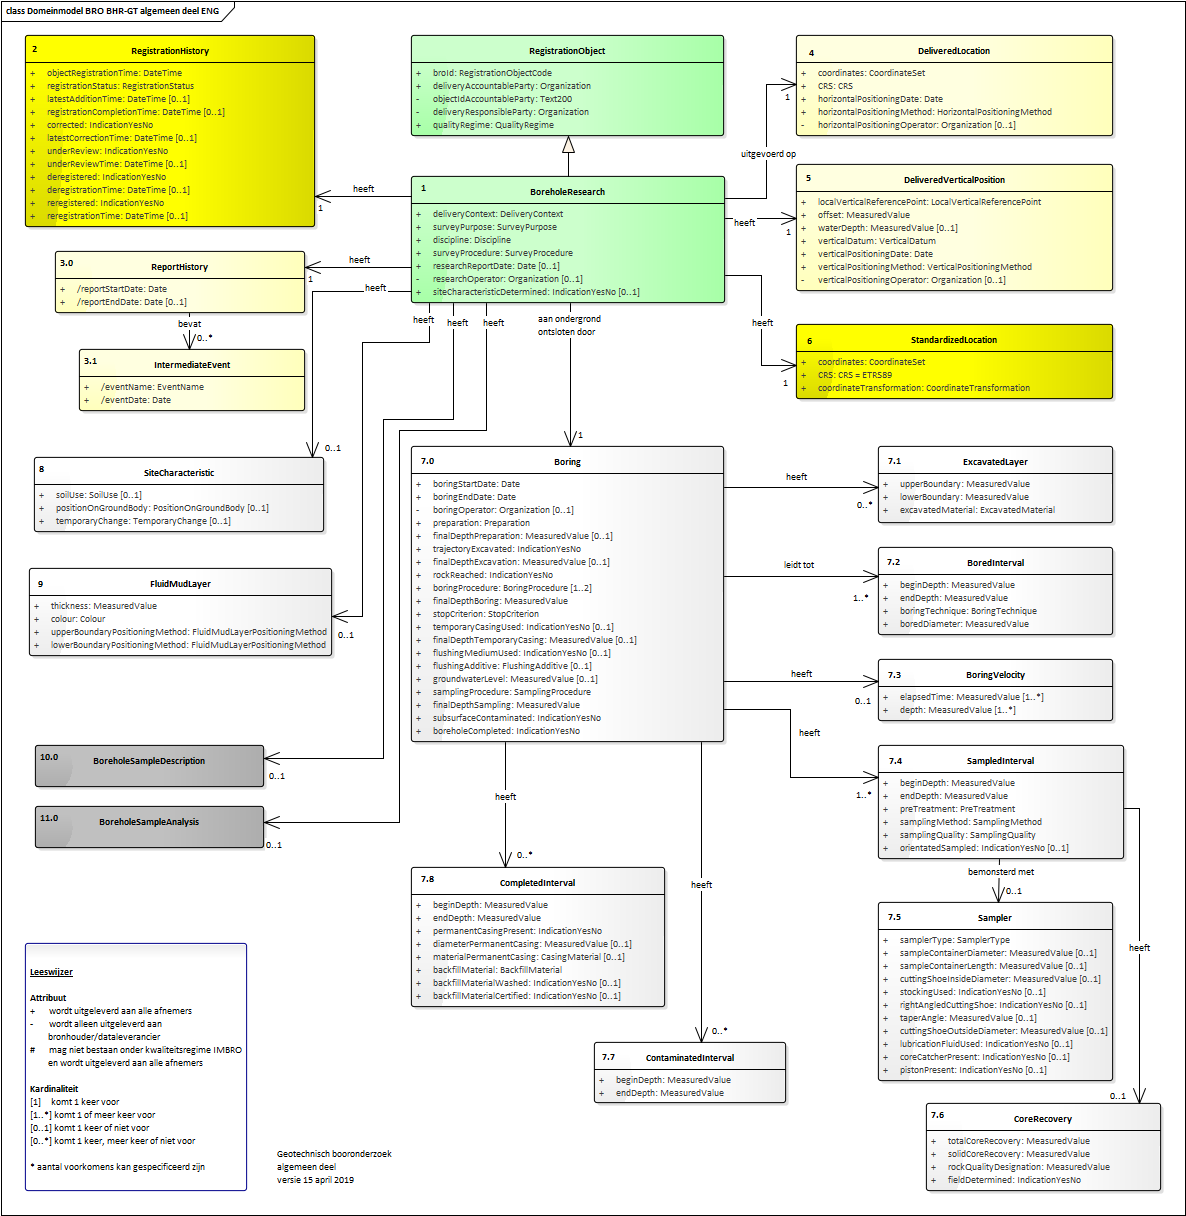 class Domeinmodel BRO BHR-GT algemeen deel ENG
2
RegistrationHistory
+ objectRegistrationTime: DateTime
+ registrationStatus: RegistrationStatus
+ latestAdditionTime: DateTime [0..1]
+ registrationCompletionTime: DateTime [0..1]
+ corrected: IndicationYesNo
+ latestCorrectionTime: DateTime [0..1]
+ underReview: IndicationYesNo
+ underReviewTime: DateTime [0..1]
+ deregistered: IndicationYesNo
+ deregistrationTime: DateTime [0..1]
+ reregistered: IndicationYesNo
+ reregistrationTime: DateTime [0..1]
RegistrationObject
+ broId: RegistrationObjectCode
+ deliveryAccountableParty: Organization
- objectIdAccountableParty: Text200
- deliveryResponsibleParty: Organization
+ qualityRegime: QualityRegime
4
DeliveredLocation
+ coordinates: CoordinateSet
+ CRS: CRS
+ horizontalPositioningDate: Date
+ horizontalPositioningMethod: HorizontalPositioningMethod
- horizontalPositioningOperator: Organization [0..1]
1
uitgevoerd op
1
BoreholeResearch
+ deliveryContext: DeliveryContext
+ surveyPurpose: SurveyPurpose
+ discipline: Discipline
+ surveyProcedure: SurveyProcedure
+ researchReportDate: Date [0..1]
- researchOperator: Organization [0..1]
+ siteCharacteristicDetermined: IndicationYesNo [0..1]
heeft
1
5
DeliveredVerticalPosition
+ localVerticalReferencePoint: LocalVerticalReferencePoint
+ offset: MeasuredValue
+ waterDepth: MeasuredValue [0..1]
+ verticalDatum: VerticalDatum
+ verticalPositioningDate: Date
+ verticalPositioningMethod: VerticalPositioningMethod
- verticalPositioningOperator: Organization [0..1]
heeft
1
3.0
ReportHistory
+ /reportStartDate: Date
+ /reportEndDate: Date [0..1]
heeft
1
heeft
bevat
0..*
3.1
IntermediateEvent
+ /eventName: EventName
+ /eventDate: Date
heeft
heeft
heeft
aan ondergrond
ontsloten door
1
heeft
1
6
StandardizedLocation
+ coordinates: CoordinateSet
+ CRS: CRS = ETRS89
+ coordinateTransformation: CoordinateTransformation
0..1
8
SiteCharacteristic
+ soilUse: SoilUse [0..1]
+ positionOnGroundBody: PositionOnGroundBody [0..1]
+ temporaryChange: TemporaryChange [0..1]
9
FluidMudLayer
+ thickness: MeasuredValue
+ colour: Colour
+ upperBoundaryPositioningMethod: FluidMudLayerPositioningMethod
+ lowerBoundaryPositioningMethod: FluidMudLayerPositioningMethod
0..1
10.0
BoreholeSampleDescription
0..1
11.0
BoreholeSampleAnalysis
0..1
7.0
Boring
+ boringStartDate: Date
+ boringEndDate: Date
- boringOperator: Organization [0..1]
+ preparation: Preparation
+ finalDepthPreparation: MeasuredValue [0..1]
+ trajectoryExcavated: IndicationYesNo
+ finalDepthExcavation: MeasuredValue [0..1]
+ rockReached: IndicationYesNo
+ boringProcedure: BoringProcedure [1..2]
+ finalDepthBoring: MeasuredValue
+ stopCriterion: StopCriterion
+ temporaryCasingUsed: IndicationYesNo [0..1]
+ finalDepthTemporaryCasing: MeasuredValue [0..1]
+ flushingMediumUsed: IndicationYesNo [0..1]
+ flushingAdditive: FlushingAdditive [0..1]
+ groundwaterLevel: MeasuredValue [0..1]
+ samplingProcedure: SamplingProcedure
+ finalDepthSampling: MeasuredValue
+ subsurfaceContaminated: IndicationYesNo
+ boreholeCompleted: IndicationYesNo
heeft
0..*
7.1
ExcavatedLayer
+ upperBoundary: MeasuredValue
+ lowerBoundary: MeasuredValue
+ excavatedMaterial: ExcavatedMaterial
leidt tot
1..*
7.2
BoredInterval
+ beginDepth: MeasuredValue
+ endDepth: MeasuredValue
+ boringTechnique: BoringTechnique
+ boredDiameter: MeasuredValue
heeft
0..1
7.3
BoringVelocity
+ elapsedTime: MeasuredValue [1..*]
+ depth: MeasuredValue [1..*]
heeft
1..*
7.4
SampledInterval
+ beginDepth: MeasuredValue
+ endDepth: MeasuredValue
+ preTreatment: PreTreatment
+ samplingMethod: SamplingMethod
+ samplingQuality: SamplingQuality
+ orientatedSampled: IndicationYesNo [0..1]
bemonsterd met
0..1
7.5
Sampler
+ samplerType: SamplerType
+ sampleContainerDiameter: MeasuredValue [0..1]
+ sampleContainerLength: MeasuredValue [0..1]
+ cuttingShoeInsideDiameter: MeasuredValue [0..1]
+ stockingUsed: IndicationYesNo [0..1]
+ rightAngledCuttingShoe: IndicationYesNo [0..1]
+ taperAngle: MeasuredValue [0..1]
+ cuttingShoeOutsideDiameter: MeasuredValue [0..1]
+ lubricationFluidUsed: IndicationYesNo [0..1]
+ coreCatcherPresent: IndicationYesNo [0..1]
+ pistonPresent: IndicationYesNo [0..1]
heeft
0..1
7.6
CoreRecovery
+ totalCoreRecovery: MeasuredValue
+ solidCoreRecovery: MeasuredValue
+ rockQualityDesignation: MeasuredValue
+ fieldDetermined: IndicationYesNo
heeft
0..*
7.8
CompletedInterval
+ beginDepth: MeasuredValue
+ endDepth: MeasuredValue
+ permanentCasingPresent: IndicationYesNo
+ diameterPermanentCasing: MeasuredValue [0..1]
+ materialPermanentCasing: CasingMaterial [0..1]
+ backfillMaterial: BackfillMaterial
+ backfillMaterialWashed: IndicationYesNo [0..1]
+ backfillMaterialCertified: IndicationYesNo [0..1]
heeft
0..*
7.7
ContaminatedInterval
+ beginDepth: MeasuredValue
+ endDepth: MeasuredValue
Leeswijzer
Attribuut
+ wordt uitgeleverd aan alle afnemers
- wordt alleen uitgeleverd aan
bronhouder/dataleverancier
# mag niet bestaan onder kwaliteitsregime IMBRO
en wordt uitgeleverd aan alle afnemers
Kardinaliteit
[1] komt 1 keer voor
[1..*] komt 1 of meer keer voor
[0..1] komt 1 keer of niet voor
[0..*] komt 1 keer, meer keer of niet voor
* aantal voorkomens kan gespecificeerd zijn
Geotechnisch booronderzoek
algemeen deel
versie 15 april 2019